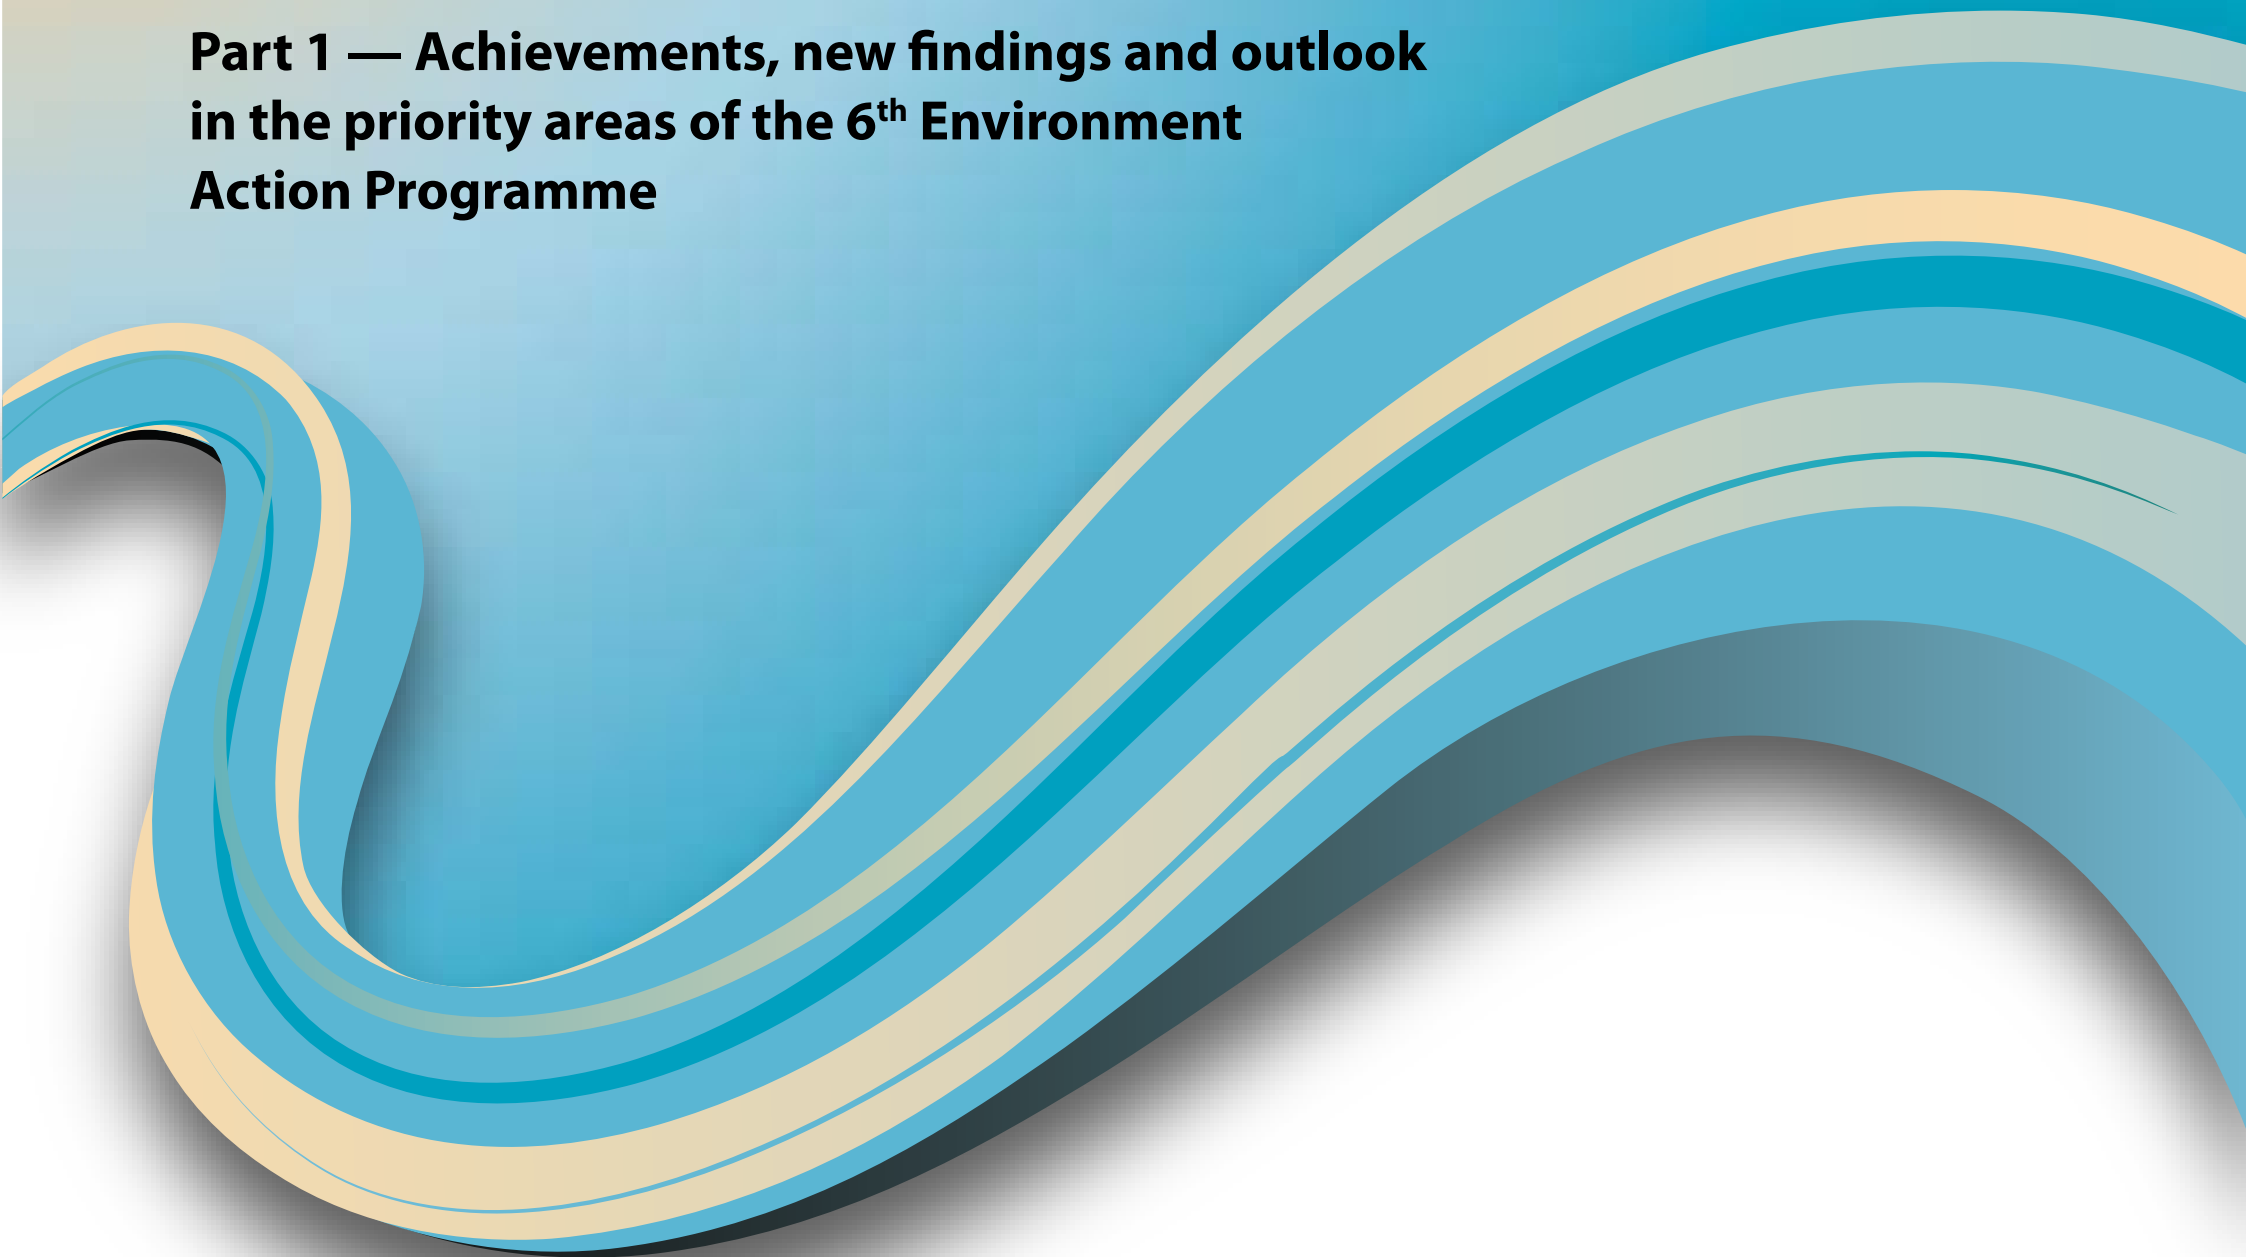 Part 1 — Achievements, new findings and outlook
in the priority areas of the 6th Environment
Action Programme